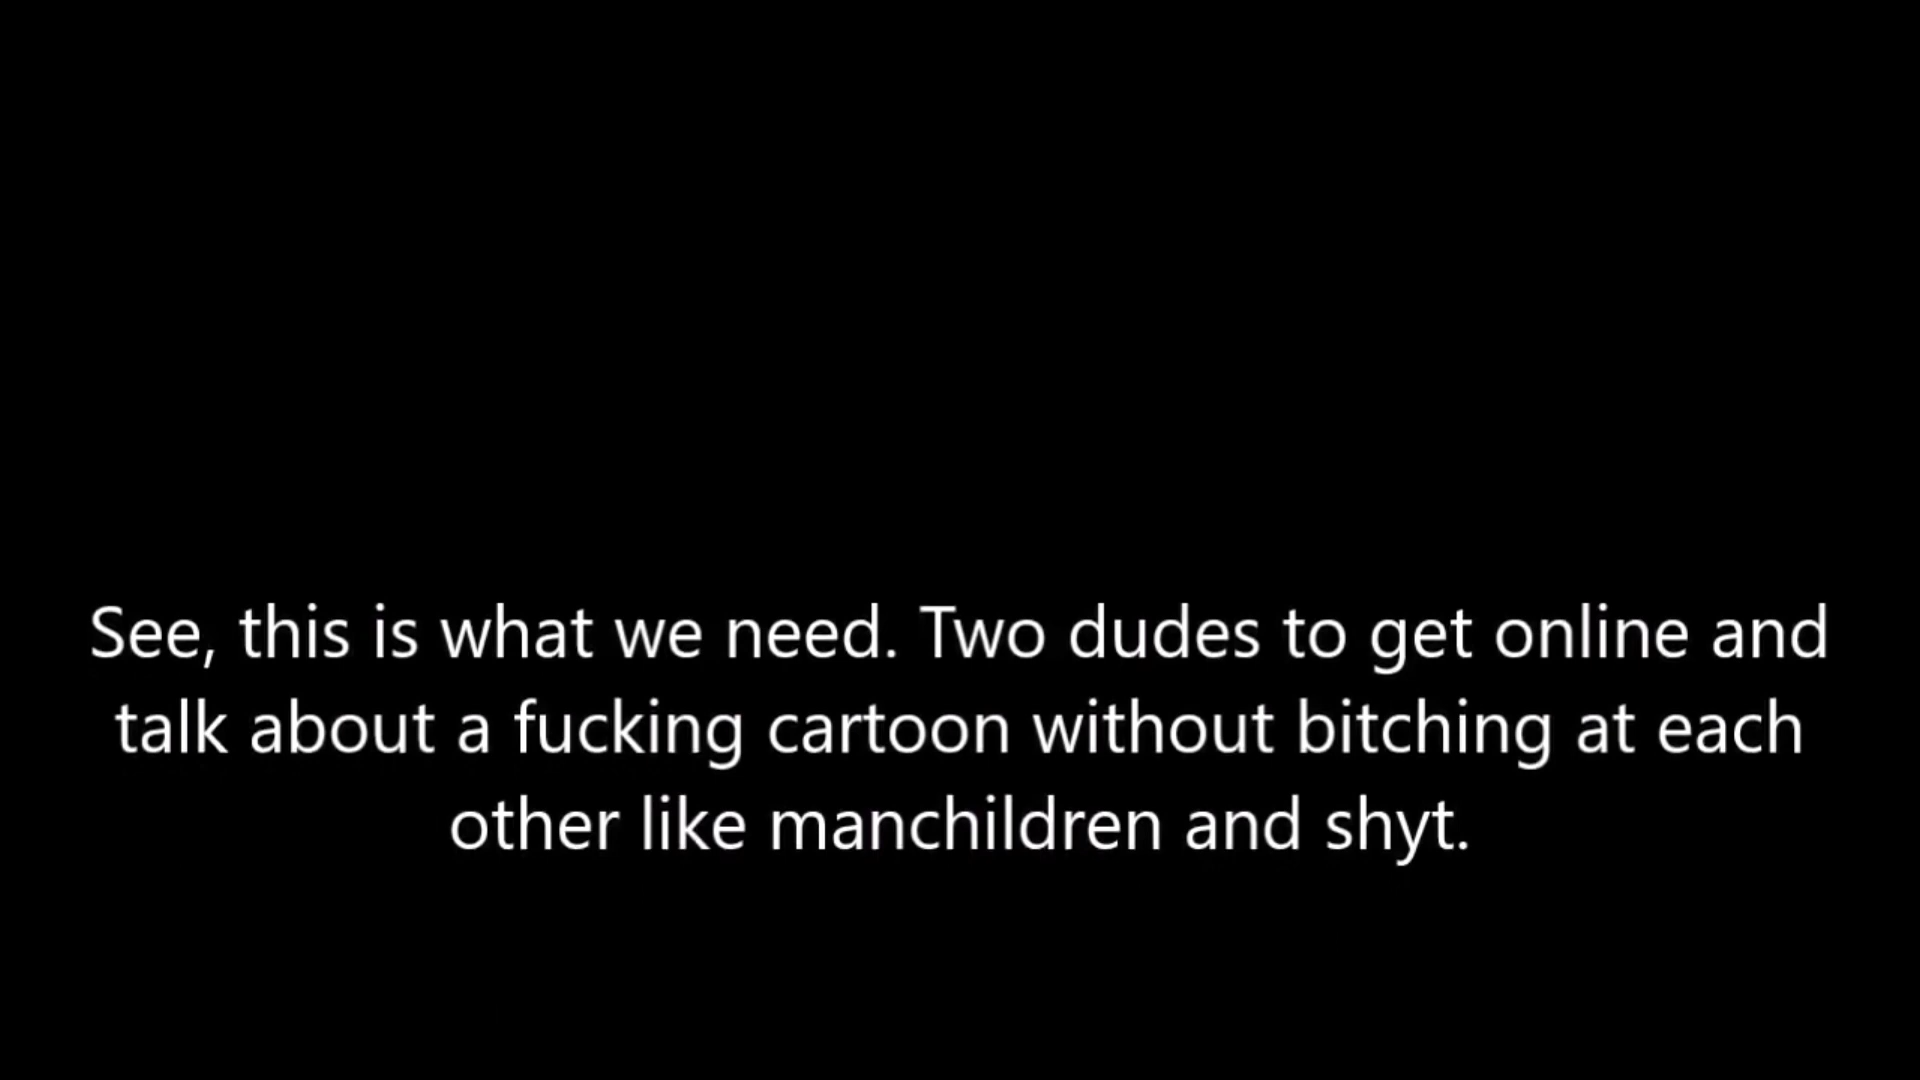 See, this is what we need. Two dudes to get online and
talk about a fucking cartoon without bitching at each
other like manchildren and shyt.